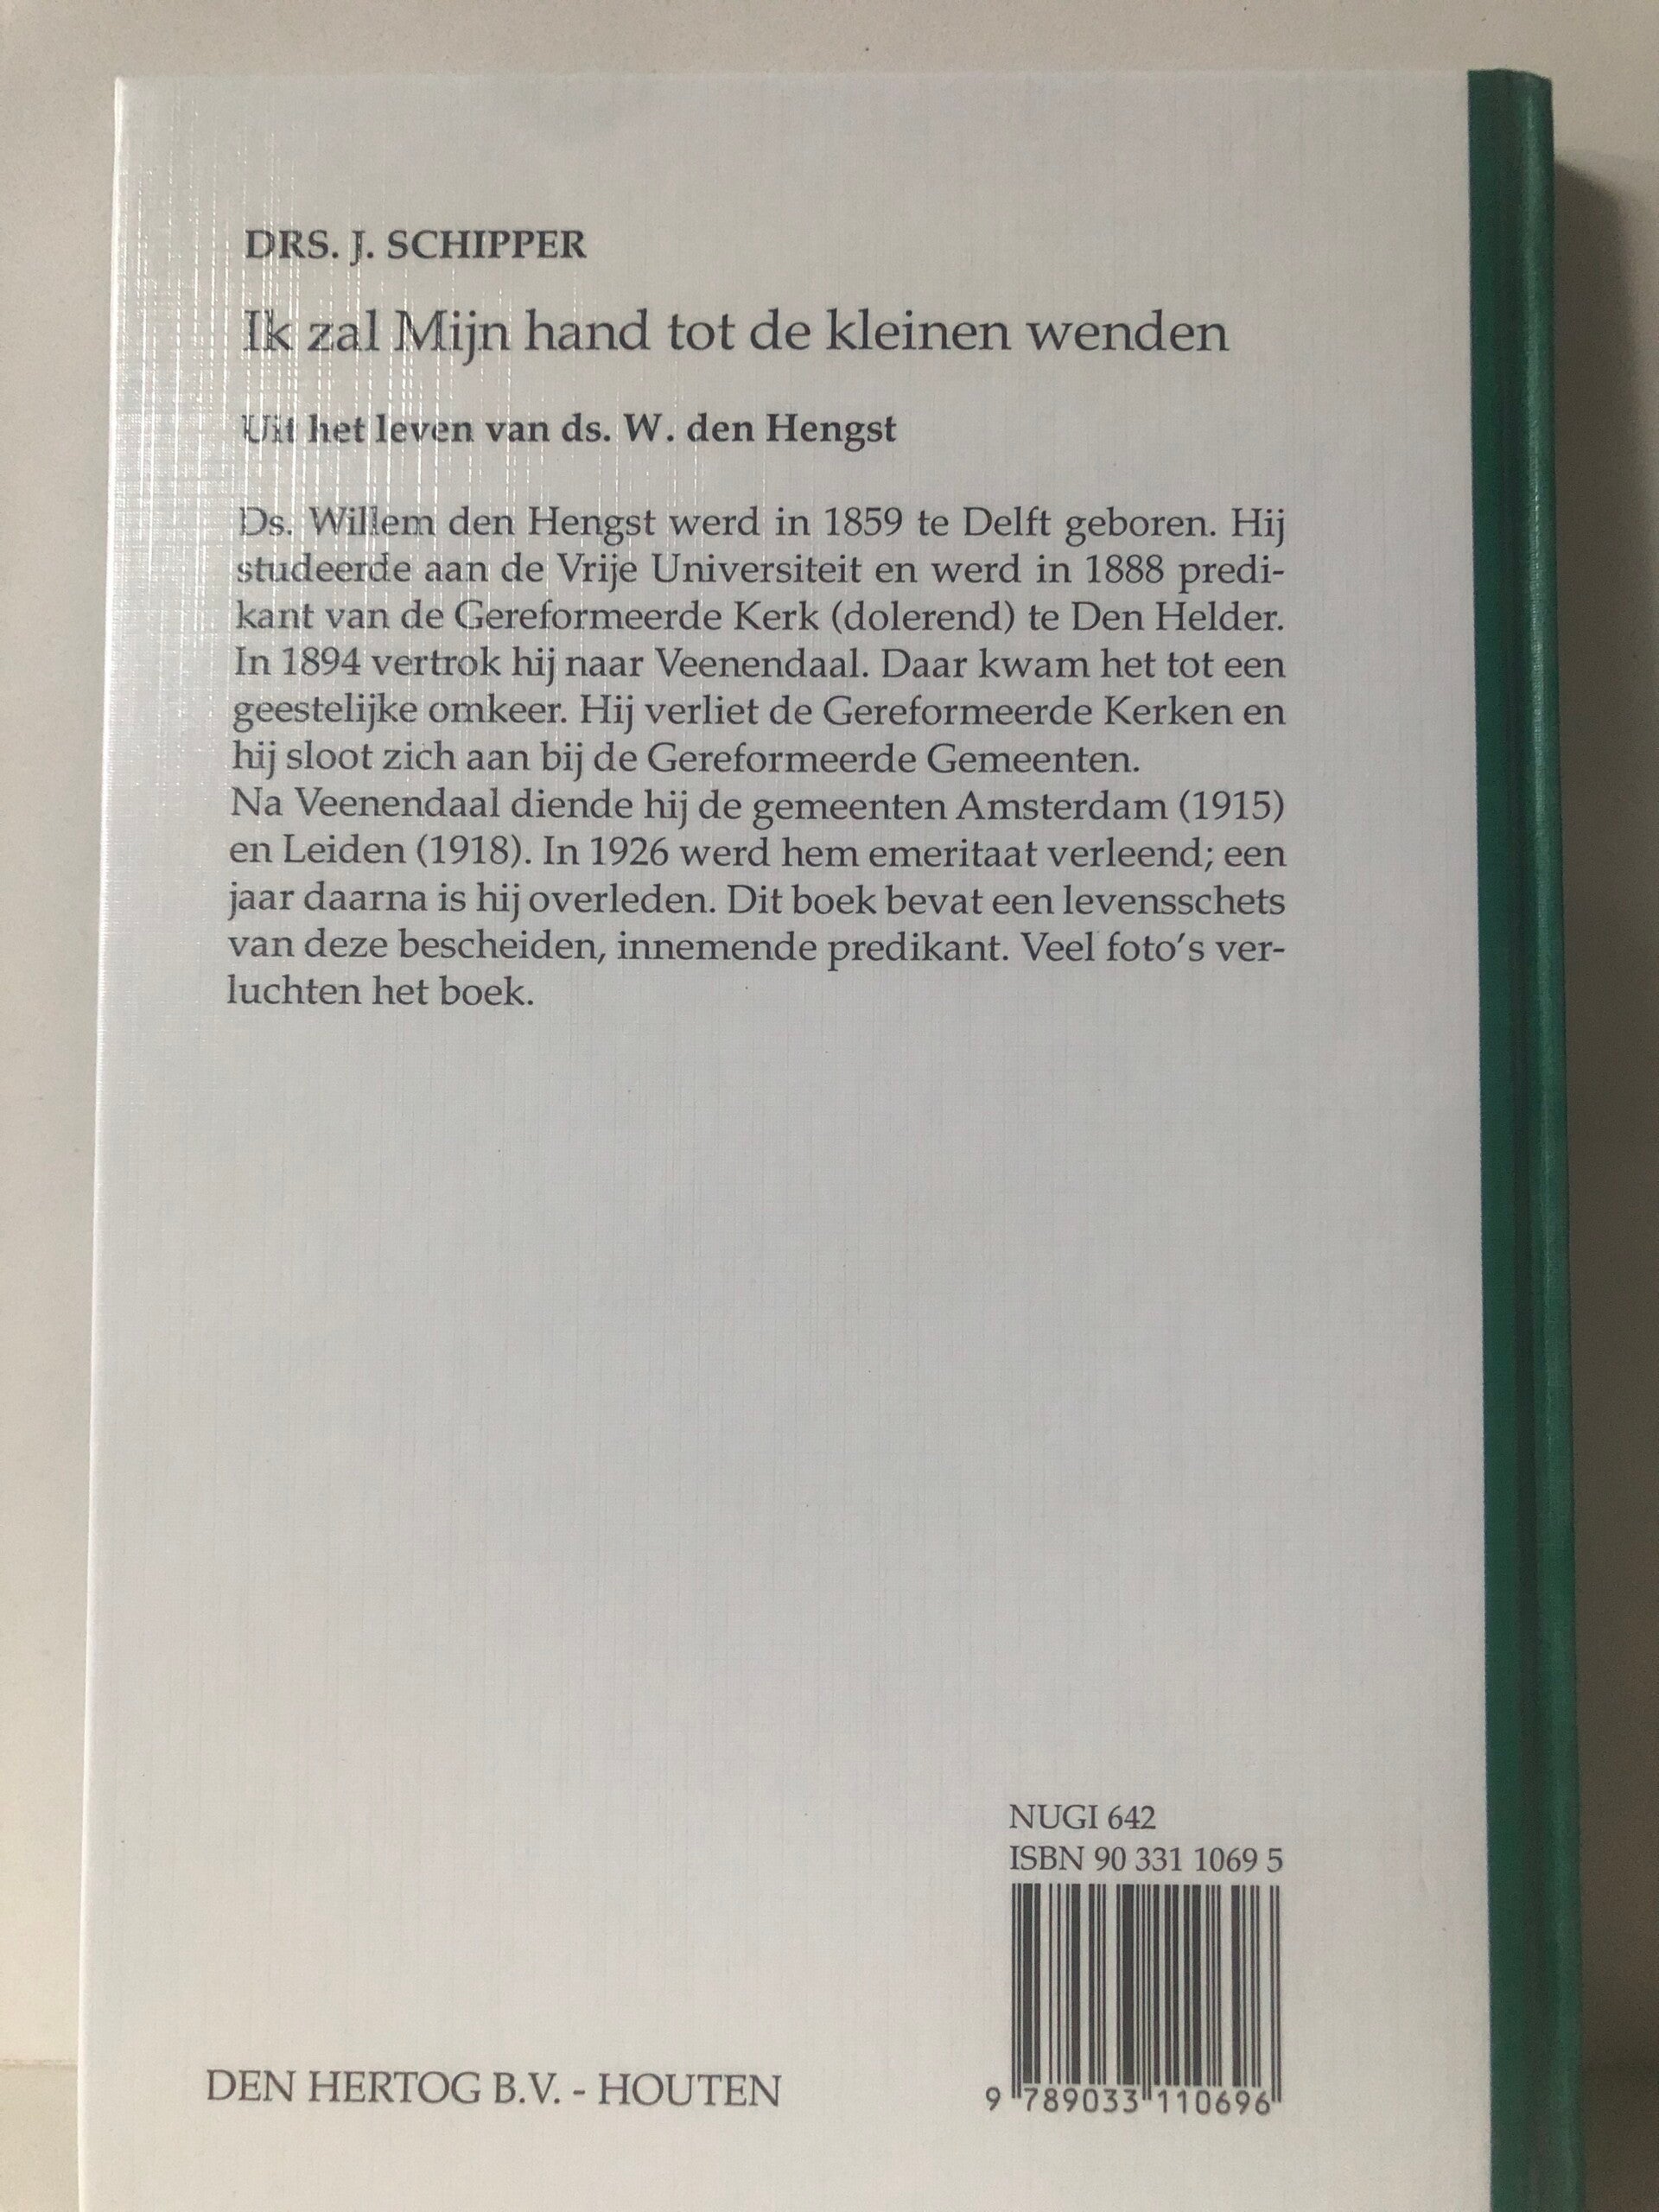 DRS. J. SCHIPPER
Ik zal Mijn hand tot de kleinen wenden
Uit het leven van ds. W. den Hengst
Ds. Willem den Hengst werd in 1859 te Delft geboren. Hij
studeerde aan de Vrije Universiteit en werd in 1888 predi-
kant van de Gereformeerde Kerk (dolerend) te Den Helder.
In 1894 vertrok hij naar Veenendaal. Daar kwam het tot een
geestelijke omkeer. Hij verliet de Gereformeerde Kerken en
hij sloot zich aan bij de Gereformeerde Gemeenten.
Na Veenendaal diende hij de gemeenten Amsterdam (1915)
en Leiden (1918). In 1926 werd hem emeritaat verleend; een
jaar daarna is hij overleden. Dit boek bevat een levensschets
van deze bescheiden, innemende predikant. Veel foto's ver-
luchten het boek.
NUGI 642
ISBN 90 331 1069 5
9 789033 110696
DEN HERTOG B.V. - HOUTEN